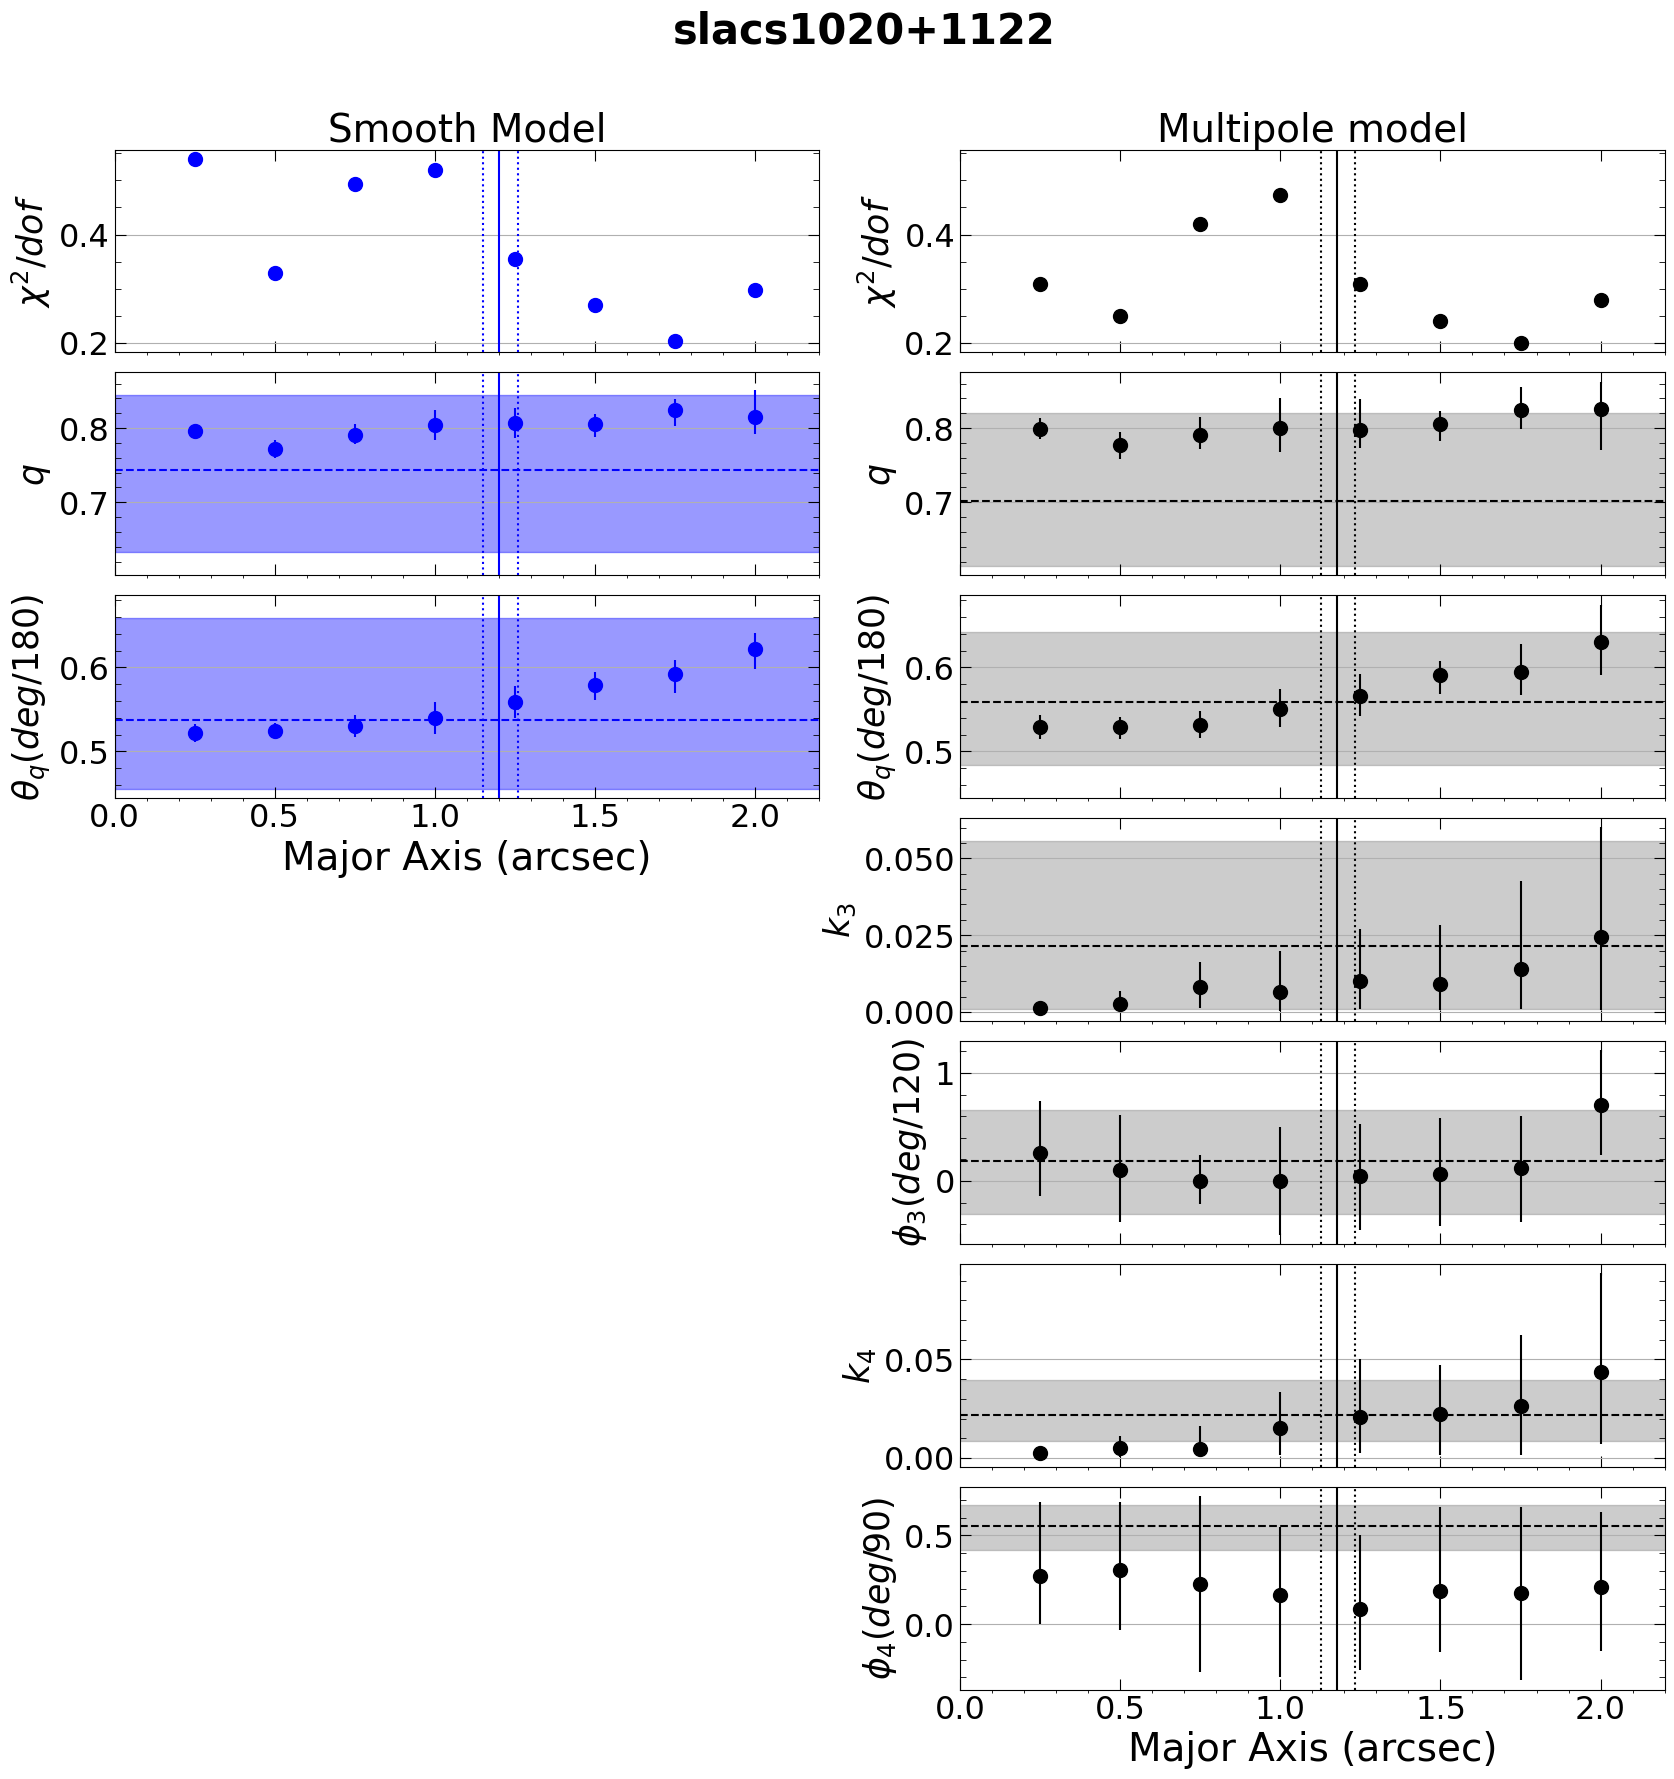 slacs1020+1122
Smooth Model
χ²/dof
0.4
0.2
q
0.8
0.7
θ_q(deg/180)
0.6
0.5
0.0 0.5 1.0 1.5 2.0
Major Axis (arcsec)
Multipole model
χ²/dof
0.4
0.2
q
0.8
0.7
θ_q(deg/180)
0.6
0.5
k₃
0.050
0.025
0.000
ϕ₃(deg/120)
1
0
k₄
0.05
0.00
ϕ₄(deg/90)
0.5
0.0
0.0 0.5 1.0 1.5 2.0
Major Axis (arcsec)